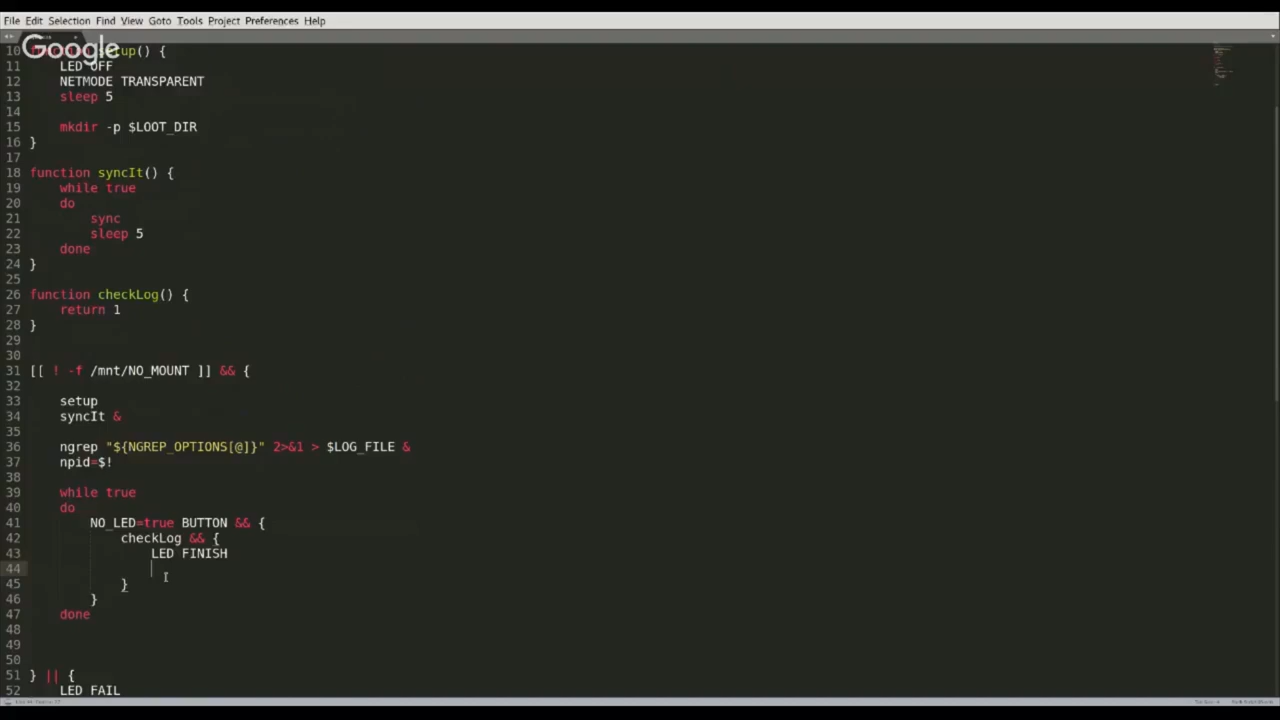 File Edit Selection Find View Goto Tools Project Preferences Help
Google
10 function setup() {
11 LED OFF
12 NETMODE TRANSPARENT
13 sleep 5
14
15 mkdir -p $LOOT_DIR
16 }
17
18 function syncIt() {
19 while true
20 do
21 sync
22 sleep 5
23 done
24 }
25
26 function checkLog() {
27 return 1
28 }
29
30
31 [[ ! -f /mnt/NO_MOUNT ]] && {
32
33 setup
34 syncIt &
35
36 ngrep "${NGREP_OPTIONS[@]}" 2>&1 > $LOG_FILE &
37 npid=$!
38
39 while true
40 do
41 NO_LED=true BUTTON && {
42 checkLog && {
43 LED FINISH
44
45 }
46 }
47 done
48
49
50
51 } || {
52 LED FAIL